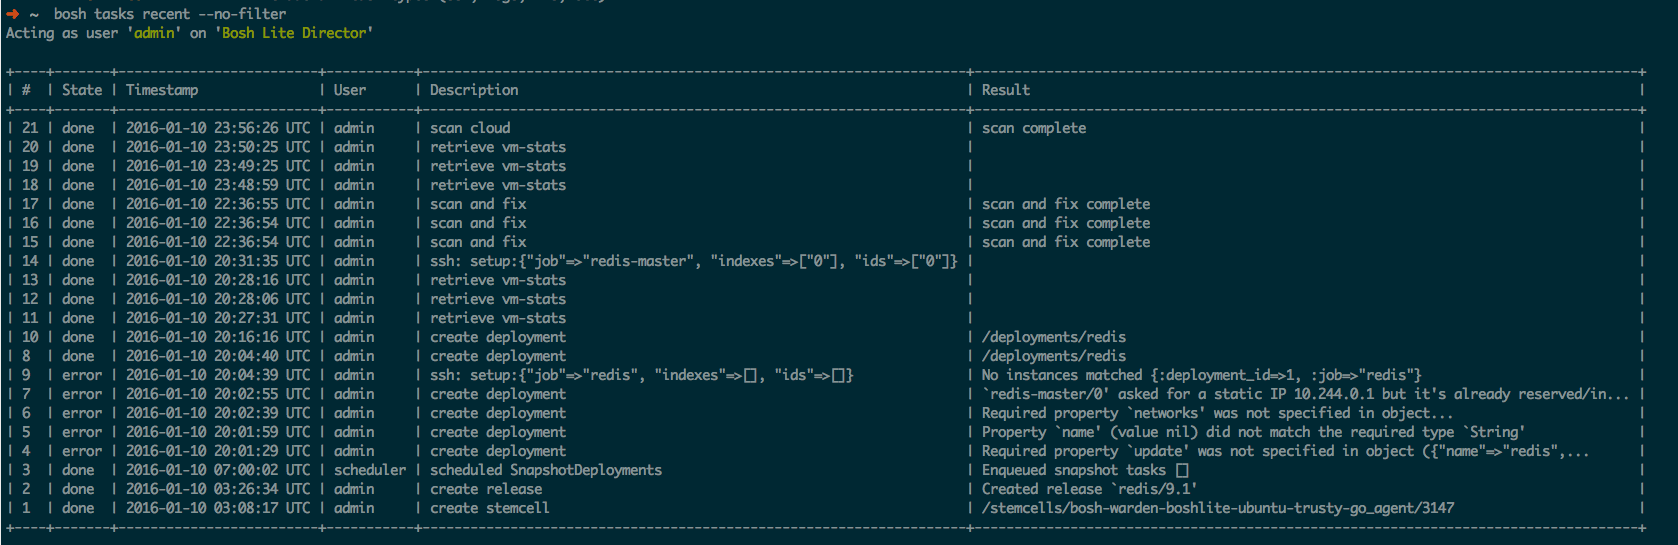 ➜ ~ bosh tasks recent --no-filter
Acting as user 'admin' on 'Bosh Lite Director'
| # | State | Timestamp | User | Description | Result |
| 21 | done | 2016-01-10 23:56:26 UTC | admin | scan cloud | scan complete |
| 20 | done | 2016-01-10 23:50:25 UTC | admin | retrieve vm-stats | |
| 19 | done | 2016-01-10 23:49:25 UTC | admin | retrieve vm-stats | |
| 18 | done | 2016-01-10 23:48:59 UTC | admin | retrieve vm-stats | |
| 17 | done | 2016-01-10 22:36:55 UTC | admin | scan and fix | scan and fix complete |
| 16 | done | 2016-01-10 22:36:54 UTC | admin | scan and fix | scan and fix complete |
| 15 | done | 2016-01-10 22:36:54 UTC | admin | scan and fix | scan and fix complete |
| 14 | done | 2016-01-10 20:31:35 UTC | admin | ssh: setup:{"job"=>"redis-master", "indexes"=>["0"], "ids"=>["0"]} | |
| 13 | done | 2016-01-10 20:28:16 UTC | admin | retrieve vm-stats | |
| 12 | done | 2016-01-10 20:28:06 UTC | admin | retrieve vm-stats | |
| 11 | done | 2016-01-10 20:27:31 UTC | admin | retrieve vm-stats | |
| 10 | done | 2016-01-10 20:16:16 UTC | admin | create deployment | /deployments/redis |
| 8 | done | 2016-01-10 20:04:40 UTC | admin | create deployment | /deployments/redis |
| 9 | error | 2016-01-10 20:04:39 UTC | admin | ssh: setup:{"job"=>"redis", "indexes"=>[], "ids"=>[]} | No instances matched {:deployment_id=>1, :job=>"redis"} |
| 7 | error | 2016-01-10 20:02:55 UTC | admin | create deployment | `redis-master/0' asked for a static IP 10.244.0.1 but it's already reserved/in... |
| 6 | error | 2016-01-10 20:02:39 UTC | admin | create deployment | Required property `networks' was not specified in object... |
| 5 | error | 2016-01-10 20:01:59 UTC | admin | create deployment | Property `name' (value nil) did not match the required type `String' |
| 4 | error | 2016-01-10 20:01:29 UTC | admin | create deployment | Required property `update' was not specified in object ({"name"=>"redis",... |
| 3 | done | 2016-01-10 07:00:02 UTC | scheduler | scheduled SnapshotDeployments | Enqueued snapshot tasks [] |
| 2 | done | 2016-01-10 03:26:34 UTC | admin | create release | Created release `redis/9.1' |
| 1 | done | 2016-01-10 03:08:17 UTC | admin | create stemcell | /stemcells/bosh-warden-boshlite-ubuntu-trusty-go_agent/3147 |